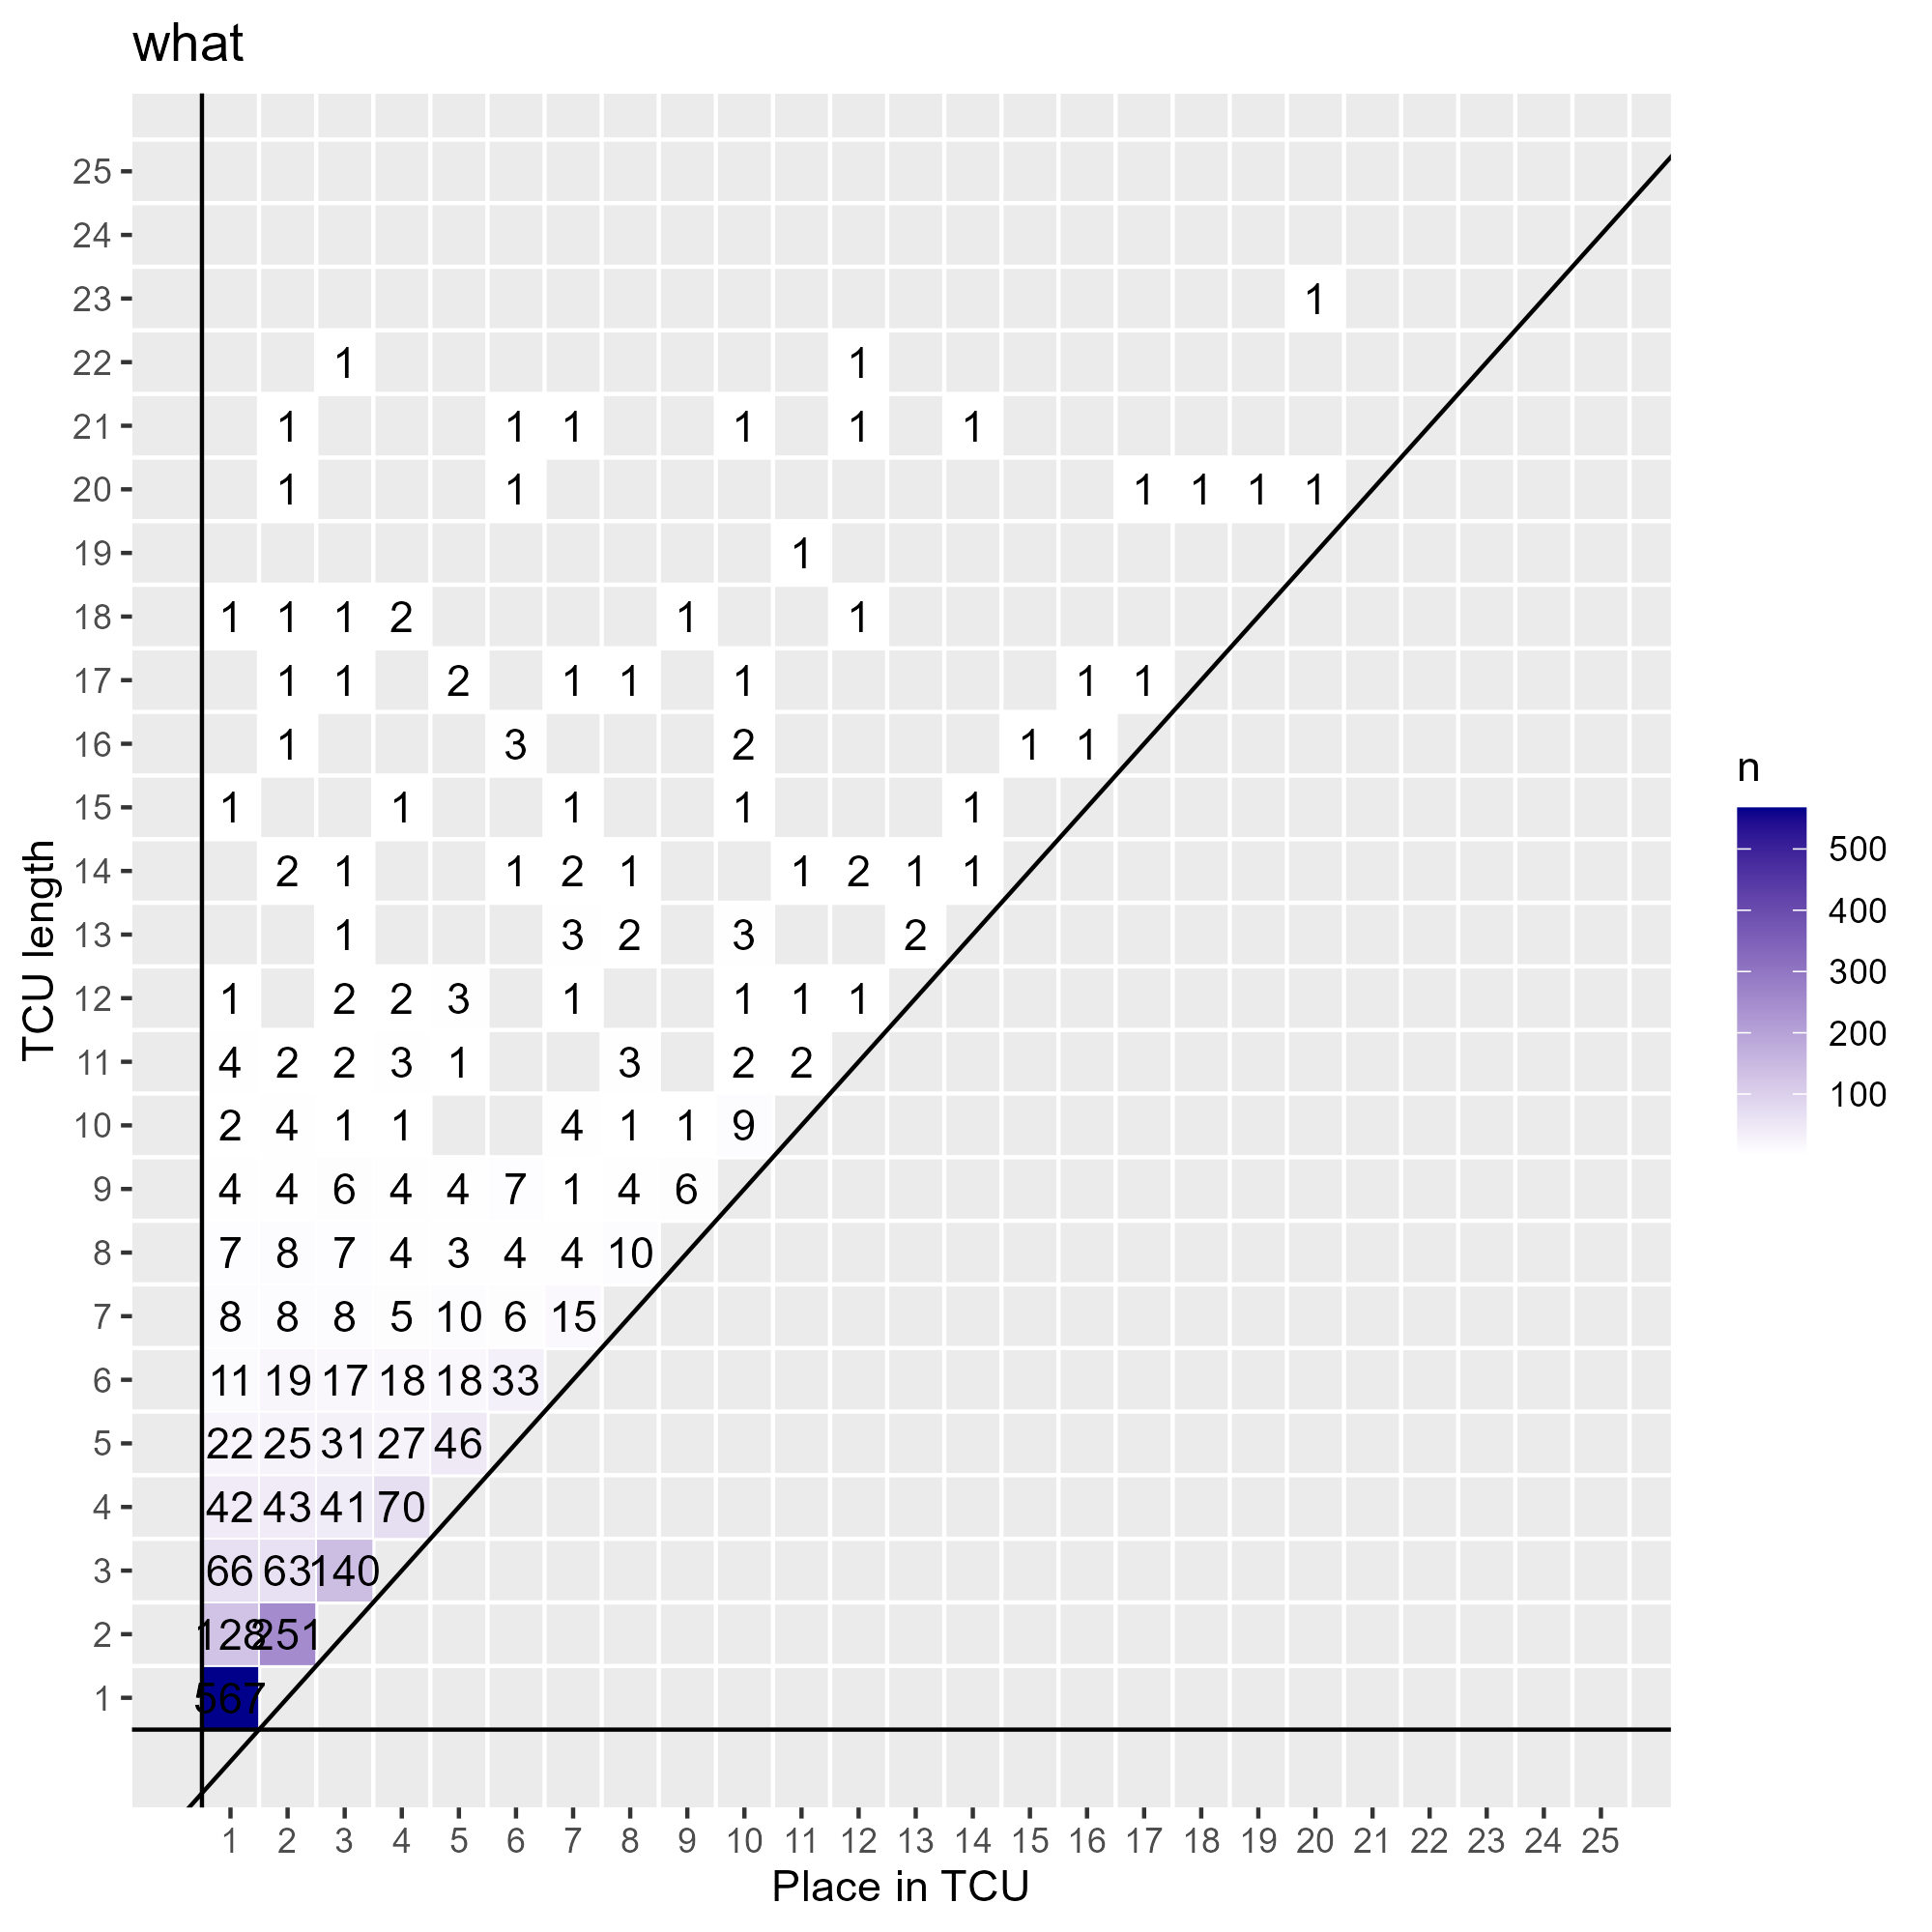 what
25
24
23 1
22 1 1
21 1 1 1 1 1 1
20 1 1 1 1 1 1
19 1
18 1 1 1 2 1 1
17 1 1 2 1 1 1 1 1
16 1 3 2 1 1
15 1 1 1 1 1
14 2 1 1 2 1 1 2 1 1
13 1 3 2 3 2
12 1 2 2 3 1 1 1 1
11 4 2 2 3 1 3 2 2
10 2 4 1 1 4 1 1 9
9 4 4 6 4 4 7 1 4 6
8 7 8 7 4 3 4 4 10
7 8 8 8 5 10 6 15
6 11 19 17 18 18 33
5 22 25 31 27 46
4 42 43 41 70
3 66 63 140
2 128 251
1 567
1 2 3 4 5 6 7 8 9 10 11 12 13 14 15 16 17 18 19 20 21 22 23 24 25
Place in TCU
TCU length
n
500
400
300
200
100